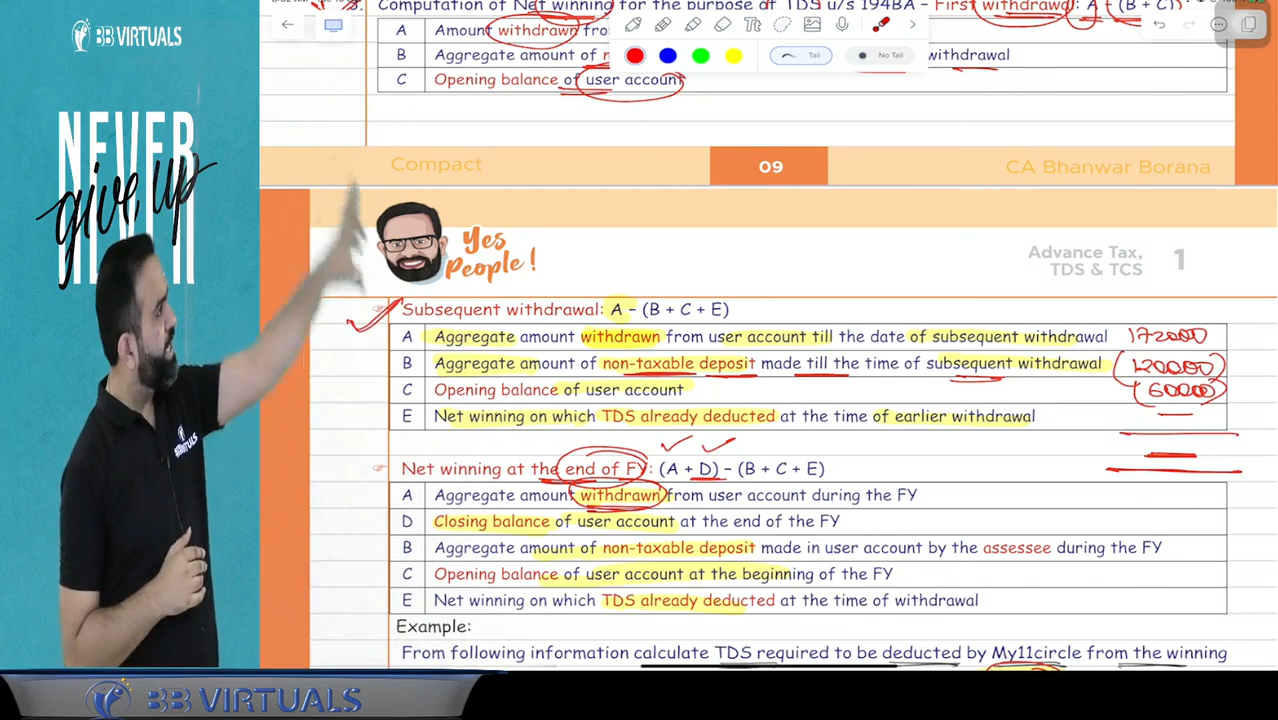 BB VIRTUALS
NEVER
give up
NEVER
Computation of Net winning for the purpose of TDS u/s 194BA – First withdrawal: A – (B + C)
A Amount withdrawn
B Aggregate amount of withdrawal
C Opening balance of user account
Tail
No Tail
Compact
09
CA Bhanwar Borana
Yes
People!
Advance Tax,
TDS & TCS
1
Subsequent withdrawal: A – (B + C + E)
A Aggregate amount withdrawn from user account till the date of subsequent withdrawal 172000
B Aggregate amount of non-taxable deposit made till the time of subsequent withdrawal (120000)
C Opening balance of user account (60000)
E Net winning on which TDS already deducted at the time of earlier withdrawal
Net winning at the end of FY: (A + D) – (B + C + E)
A Aggregate amount withdrawn from user account during the FY
D Closing balance of user account at the end of the FY
B Aggregate amount of non-taxable deposit made in user account by the assessee during the FY
C Opening balance of user account at the beginning of the FY
E Net winning on which TDS already deducted at the time of withdrawal
Example:
From following information calculate TDS required to be deducted by My11circle from the winning
BB VIRTUALS